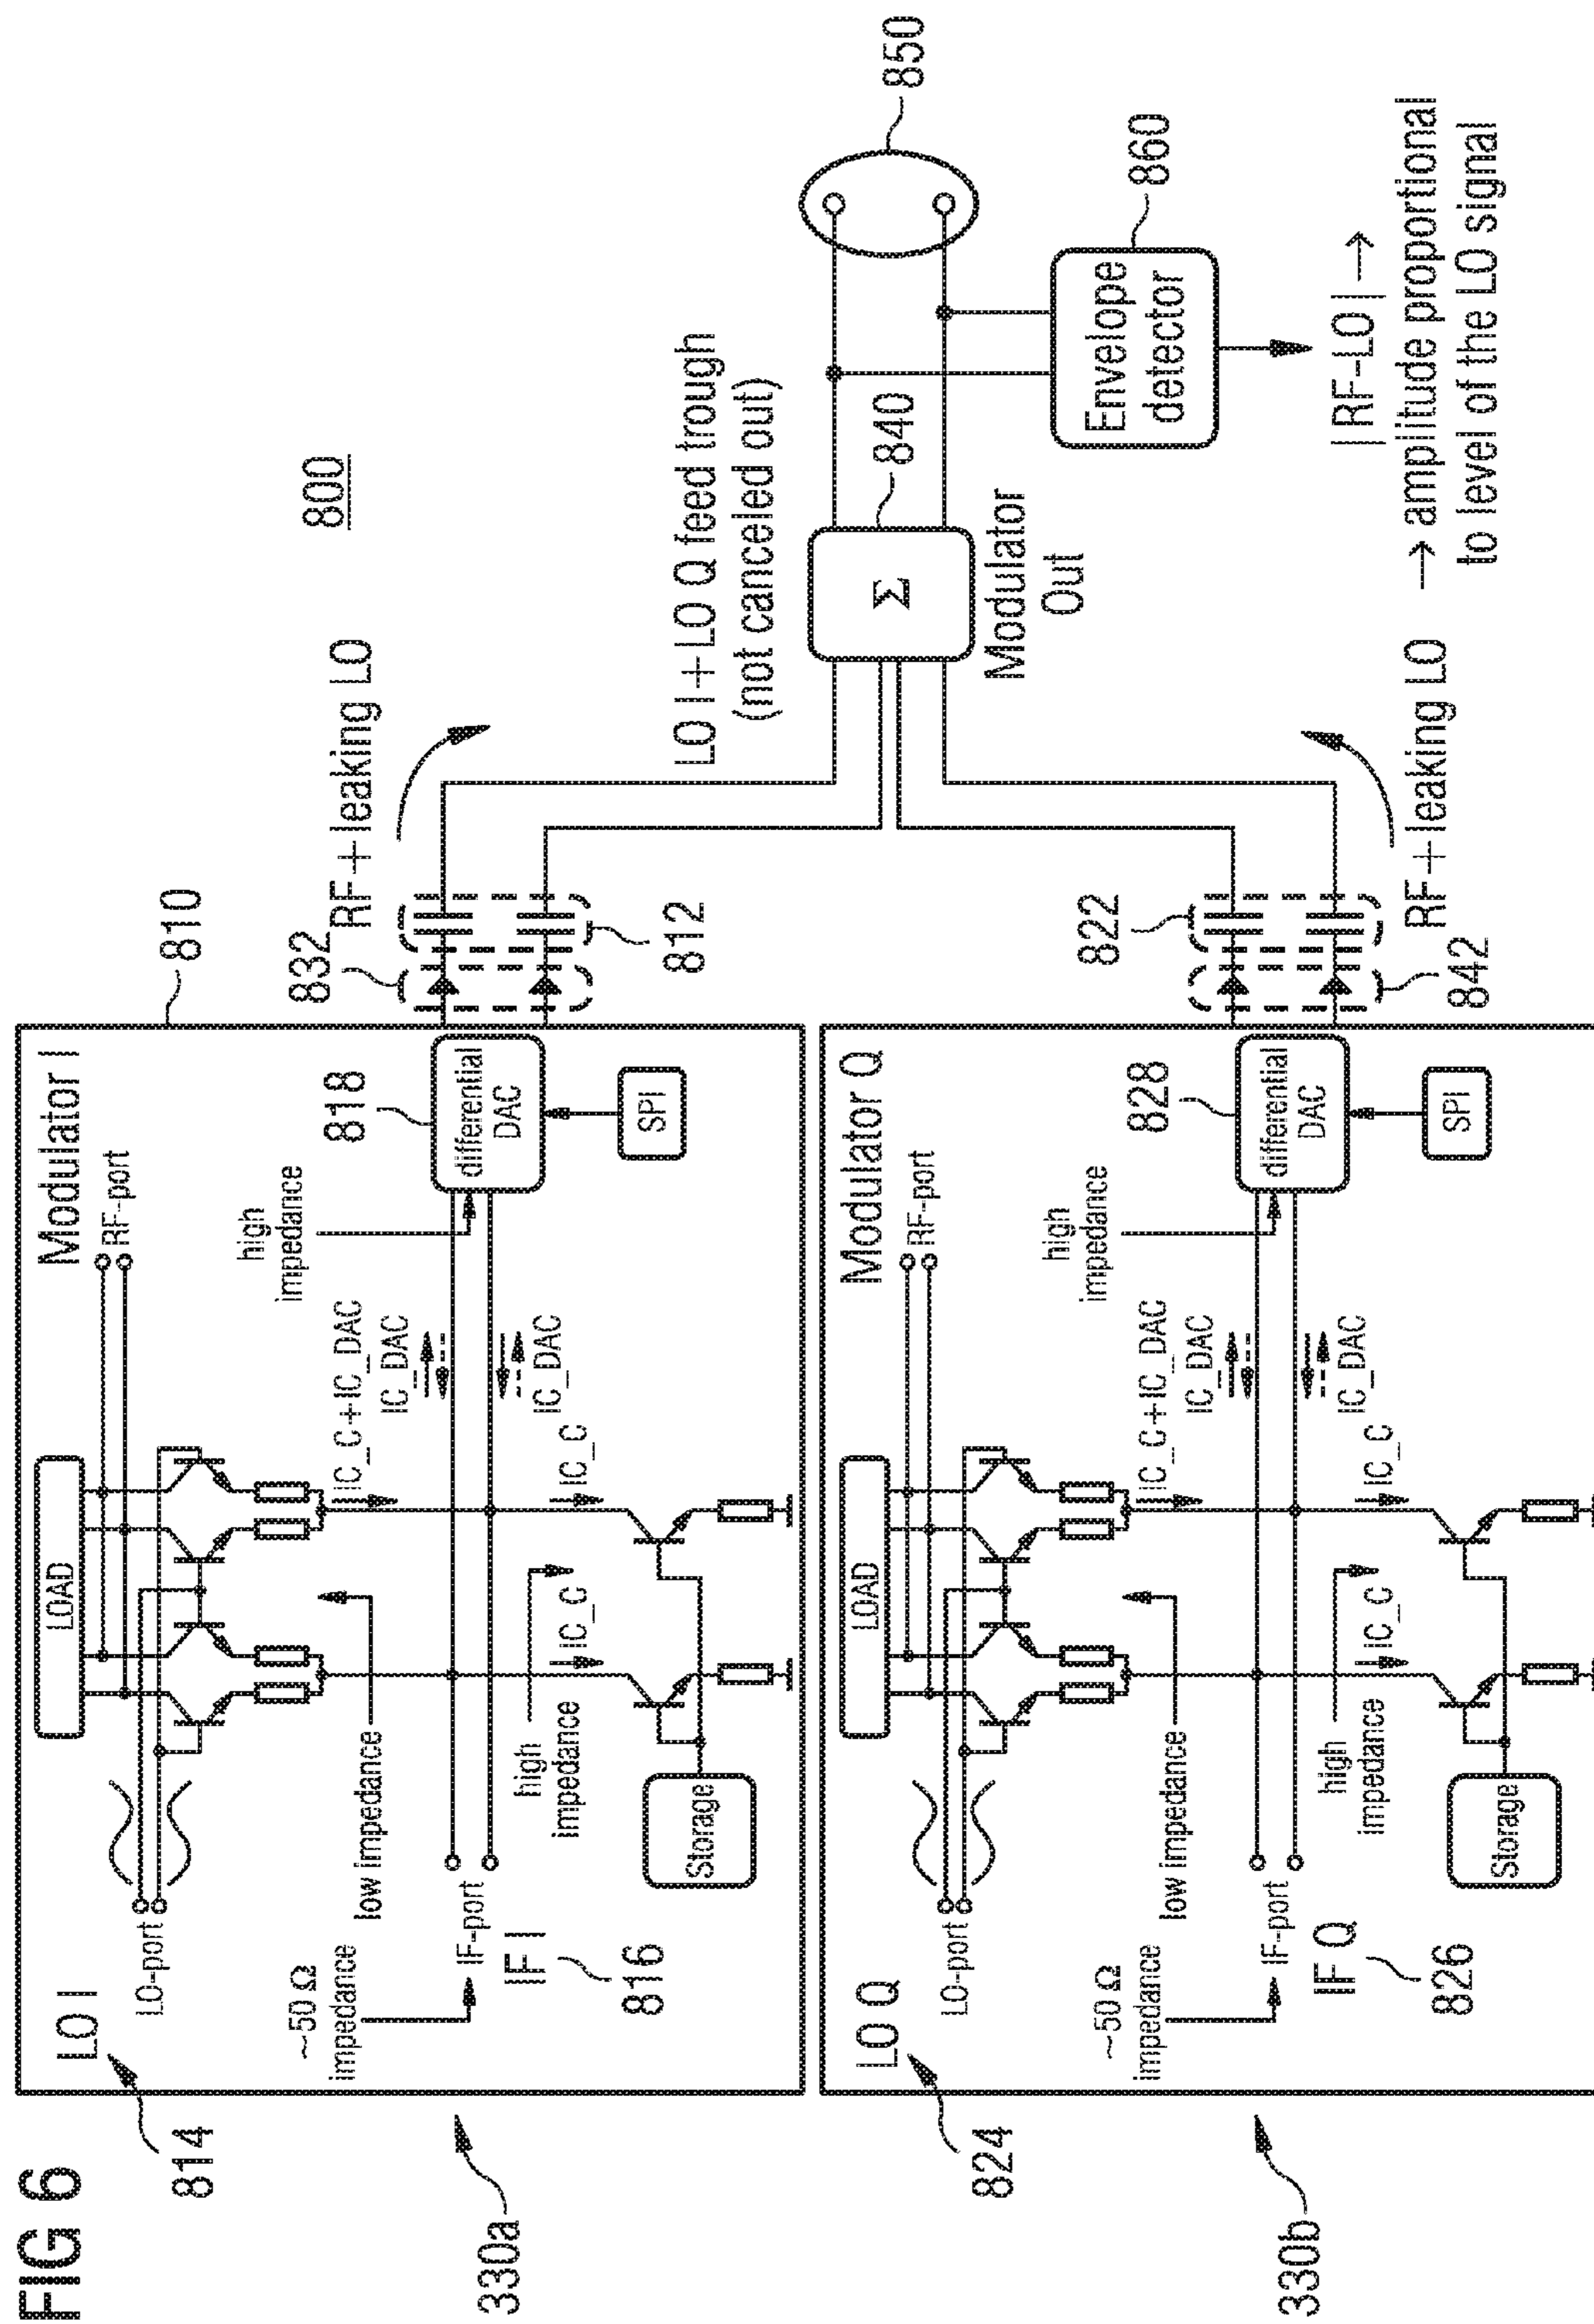 FIG 6
800
330a
814
LO I
LO-port
~50 Ω
impedance
IF-port
IF I
816
low impedance
high
impedance
Storage
LOAD
IC_C
IC_C
IC_C+IC_DAC
IC_DAC
IC_DAC
high
impedance
Modulator I
RF-port
818
differential
DAC
SPI
810
832
812
RF+leaking LO
330b
824
LO Q
LO-port
~50 Ω
impedance
IF-port
IF Q
826
low impedance
high
impedance
Storage
LOAD
IC_C
IC_C
IC_C+IC_DAC
IC_DAC
IC_DAC
high
impedance
Modulator Q
RF-port
828
differential
DAC
SPI
822
842
RF+leaking LO
LO I+LO Q feed trough
(not canceled out)
Σ
840
Modulator
Out
850
Envelope
detector
860
|RF-LO| →
→ amplitude proportional
to level of the LO signal